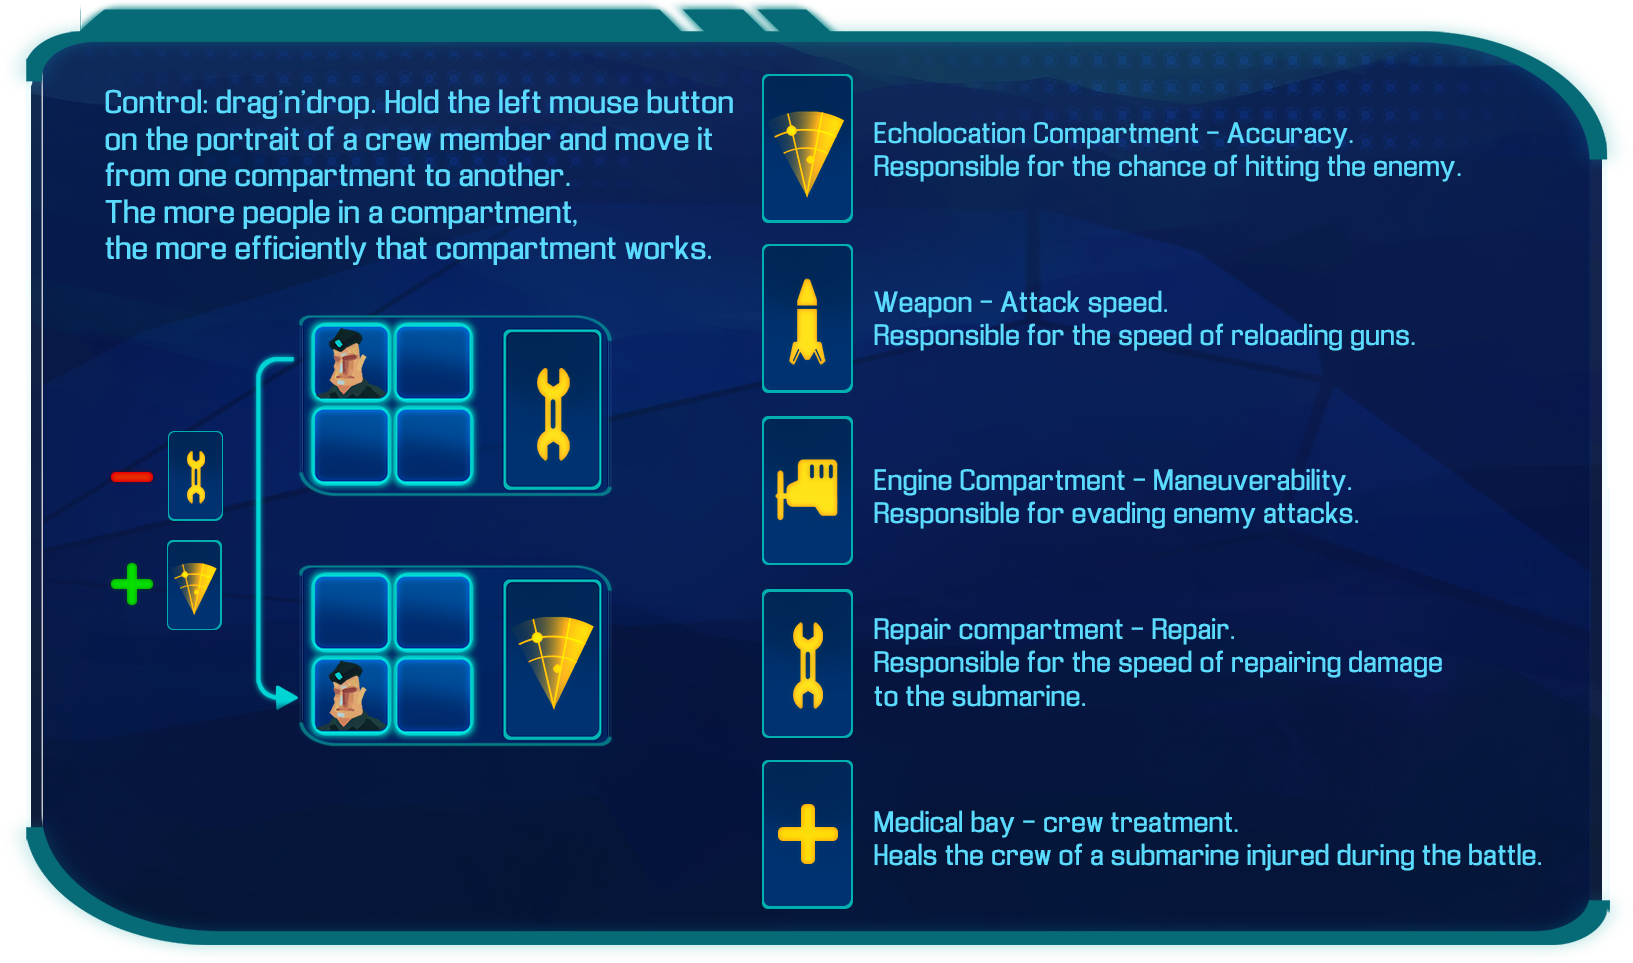 Control: drag'n'drop. Hold the left mouse button
on the portrait of a crew member and move it
from one compartment to another.
The more people in a compartment,
the more efficiently that compartment works.
Echolocation Compartment - Accuracy.
Responsible for the chance of hitting the enemy.
Weapon - Attack speed.
Responsible for the speed of reloading guns.
Engine Compartment - Maneuverability.
Responsible for evading enemy attacks.
Repair compartment - Repair.
Responsible for the speed of repairing damage
to the submarine.
Medical bay - crew treatment.
Heals the crew of a submarine injured during the battle.